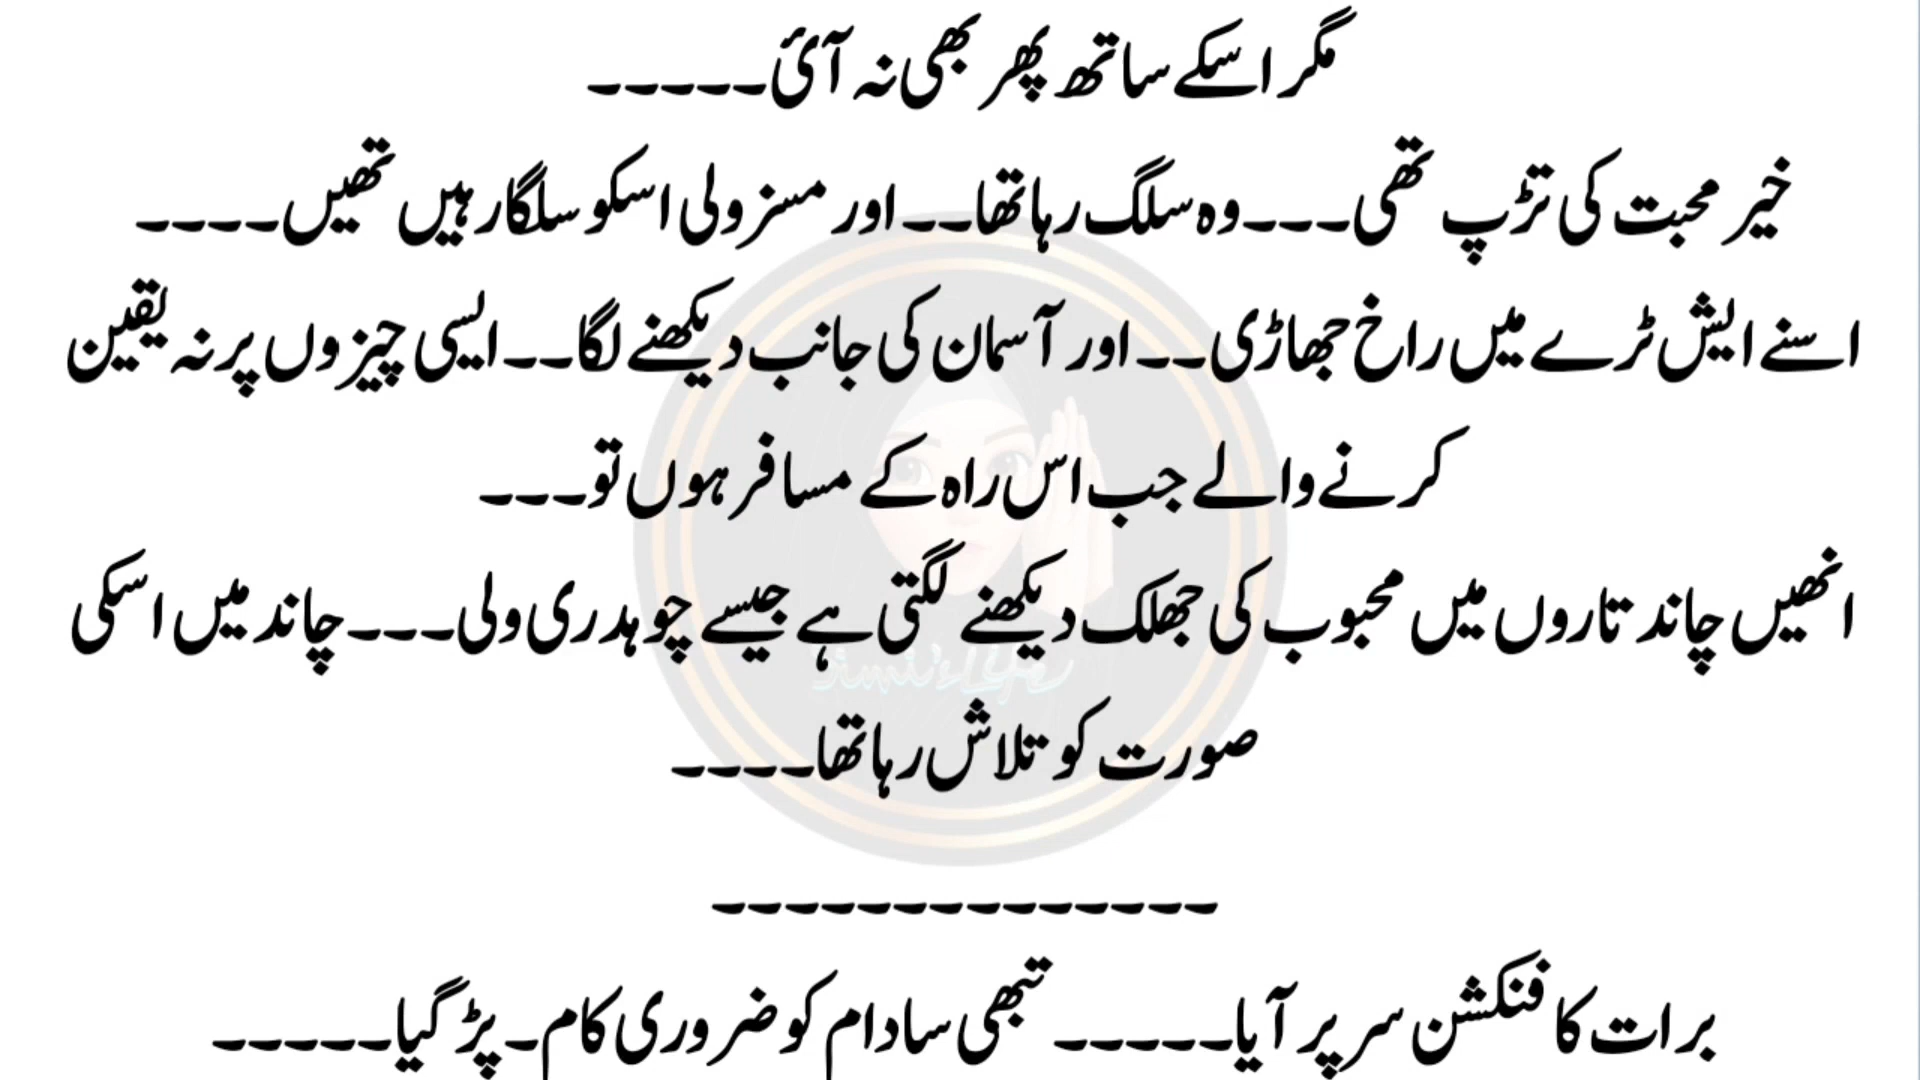 مگر اسکے ساتھ پھر بھی نہ آئ۔۔۔۔۔
خیر محبت کی تڑپ تھی۔۔۔وہ سلگ رہا تھا۔۔اور مسز ولی اسکو سلگا رہیں تھیں۔۔۔۔
اسنے ایش ٹرے میں راخ جھاڑی۔۔اور آسمان کی جانب دیکھنے لگا۔۔ایسی چیزوں پر نہ یقین
کرنے والے جب اس راہ کے مسافر ہوں تو۔۔۔
انھیں چاند تاروں میں محبوب کی جھلک دیکھنے لگتی ہے جیسے چوہدری ولی۔۔۔چاند میں اسکی
صورت کو تلاش رہا تھا۔۔۔۔
۔۔۔۔۔۔۔۔۔۔۔۔۔۔۔
برات کا فنکشن سر پر آیا۔۔۔۔۔ تبھی سادام کو ضروری کام۔پڑ گیا۔۔۔۔۔